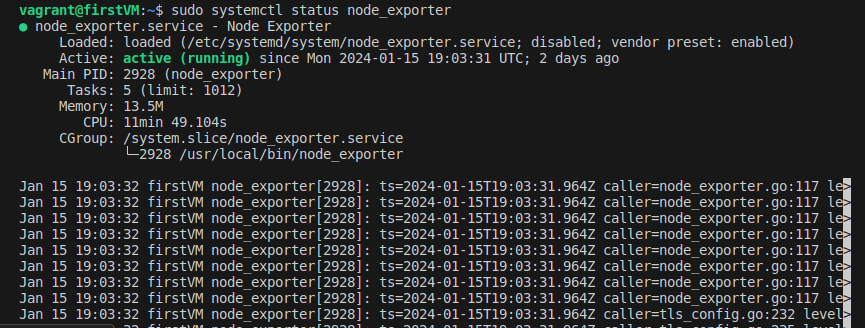 vagrant@firstVM:~$ sudo systemctl status node_exporter
● node_exporter.service - Node Exporter
Loaded: loaded (/etc/systemd/system/node_exporter.service; disabled; vendor preset: enabled)
Active: active (running) since Mon 2024-01-15 19:03:31 UTC; 2 days ago
Main PID: 2928 (node_exporter)
Tasks: 5 (limit: 1012)
Memory: 13.5M
CPU: 11min 49.104s
CGroup: /system.slice/node_exporter.service
└─2928 /usr/local/bin/node_exporter
Jan 15 19:03:32 firstVM node_exporter[2928]: ts=2024-01-15T19:03:31.964Z caller=node_exporter.go:117 le>
Jan 15 19:03:32 firstVM node_exporter[2928]: ts=2024-01-15T19:03:31.964Z caller=node_exporter.go:117 le>
Jan 15 19:03:32 firstVM node_exporter[2928]: ts=2024-01-15T19:03:31.964Z caller=node_exporter.go:117 le>
Jan 15 19:03:32 firstVM node_exporter[2928]: ts=2024-01-15T19:03:31.964Z caller=node_exporter.go:117 le>
Jan 15 19:03:32 firstVM node_exporter[2928]: ts=2024-01-15T19:03:31.964Z caller=node_exporter.go:117 le>
Jan 15 19:03:32 firstVM node_exporter[2928]: ts=2024-01-15T19:03:31.964Z caller=node_exporter.go:117 le>
Jan 15 19:03:32 firstVM node_exporter[2928]: ts=2024-01-15T19:03:31.964Z caller=node_exporter.go:117 le>
Jan 15 19:03:32 firstVM node_exporter[2928]: ts=2024-01-15T19:03:31.964Z caller=node_exporter.go:117 le>
Jan 15 19:03:32 firstVM node_exporter[2928]: ts=2024-01-15T19:03:31.964Z caller=tls_config.go:232 level>